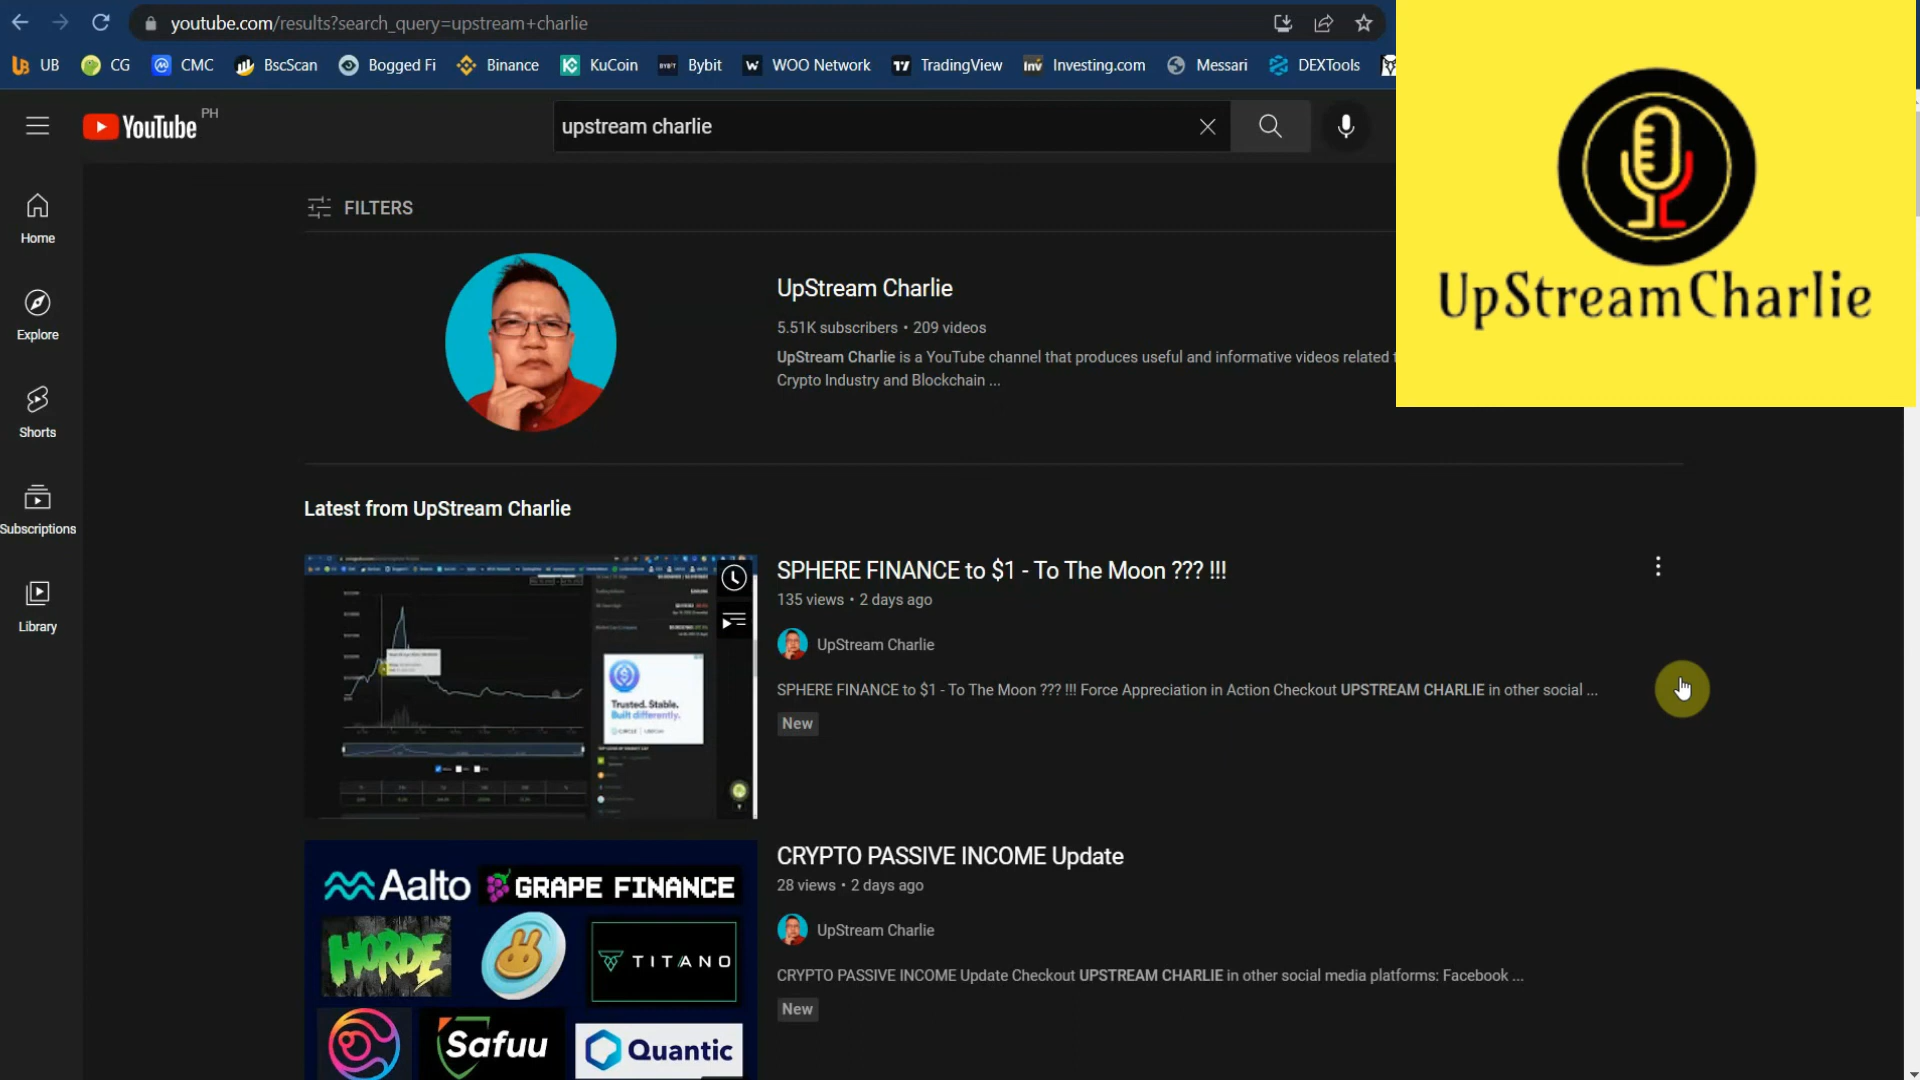 youtube.com/results?search_query=upstream+charlie
UB CG CMC BscScan Bogged Fi Binance KuCoin Bybit WOO Network TradingView Investing.com Messari DEXTools
YouTube PH
upstream charlie
UpStreamCharlie
Home
Explore
Shorts
Subscriptions
Library
FILTERS
UpStream Charlie
5.51K subscribers • 209 videos
UpStream Charlie is a YouTube channel that produces useful and informative videos related
Crypto Industry and Blockchain ...
Latest from UpStream Charlie
Trusted. Stable.
Built differently.
SPHERE FINANCE to $1 - To The Moon ??? !!!
135 views • 2 days ago
UpStream Charlie
SPHERE FINANCE to $1 - To The Moon ??? !!! Force Appreciation in Action Checkout UPSTREAM CHARLIE in other social ...
New
Aalto GRAPE FINANCE
HORDE
TITANO
Safuu
Quantic
CRYPTO PASSIVE INCOME Update
28 views • 2 days ago
UpStream Charlie
CRYPTO PASSIVE INCOME Update Checkout UPSTREAM CHARLIE in other social media platforms: Facebook ...
New